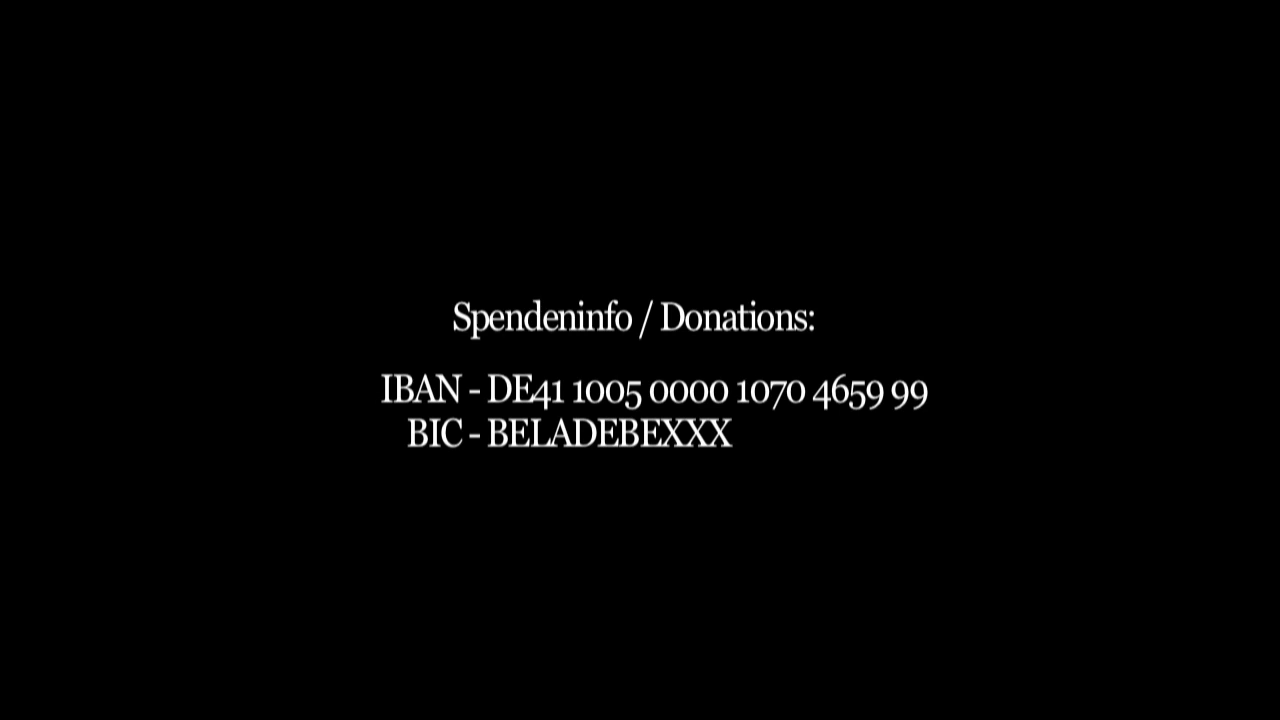 Spendeninfo / Donations:
IBAN - DE41 1005 0000 1070 4659 99
BIC - BELADEBEXXX